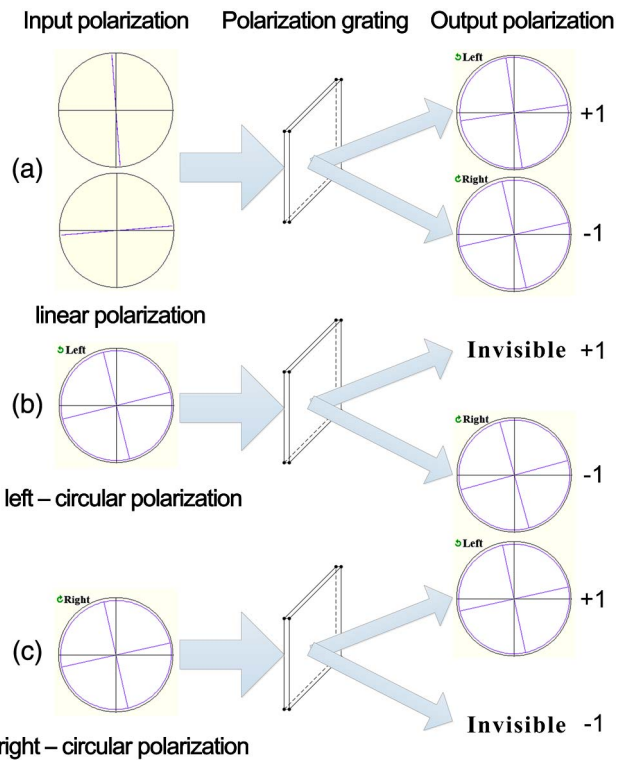 Input polarization Polarization grating Output polarization
Left
+1
(a)
Right
-1
linear polarization
Left
Invisible +1
(b)
Right
-1
left – circular polarization
Left
+1
Right
(c)
Invisible -1
right – circular polarization